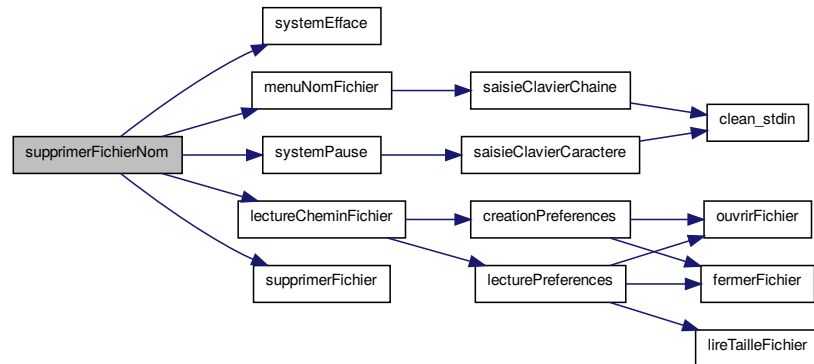 systemEfface
menuNomFichier
saisieClavierChaine
clean_stdin
supprimerFichierNom
systemPause
saisieClavierCaractere
lectureCheminFichier
creationPreferences
ouvrirFichier
supprimerFichier
lecturePreferences
fermerFichier
lireTailleFichier